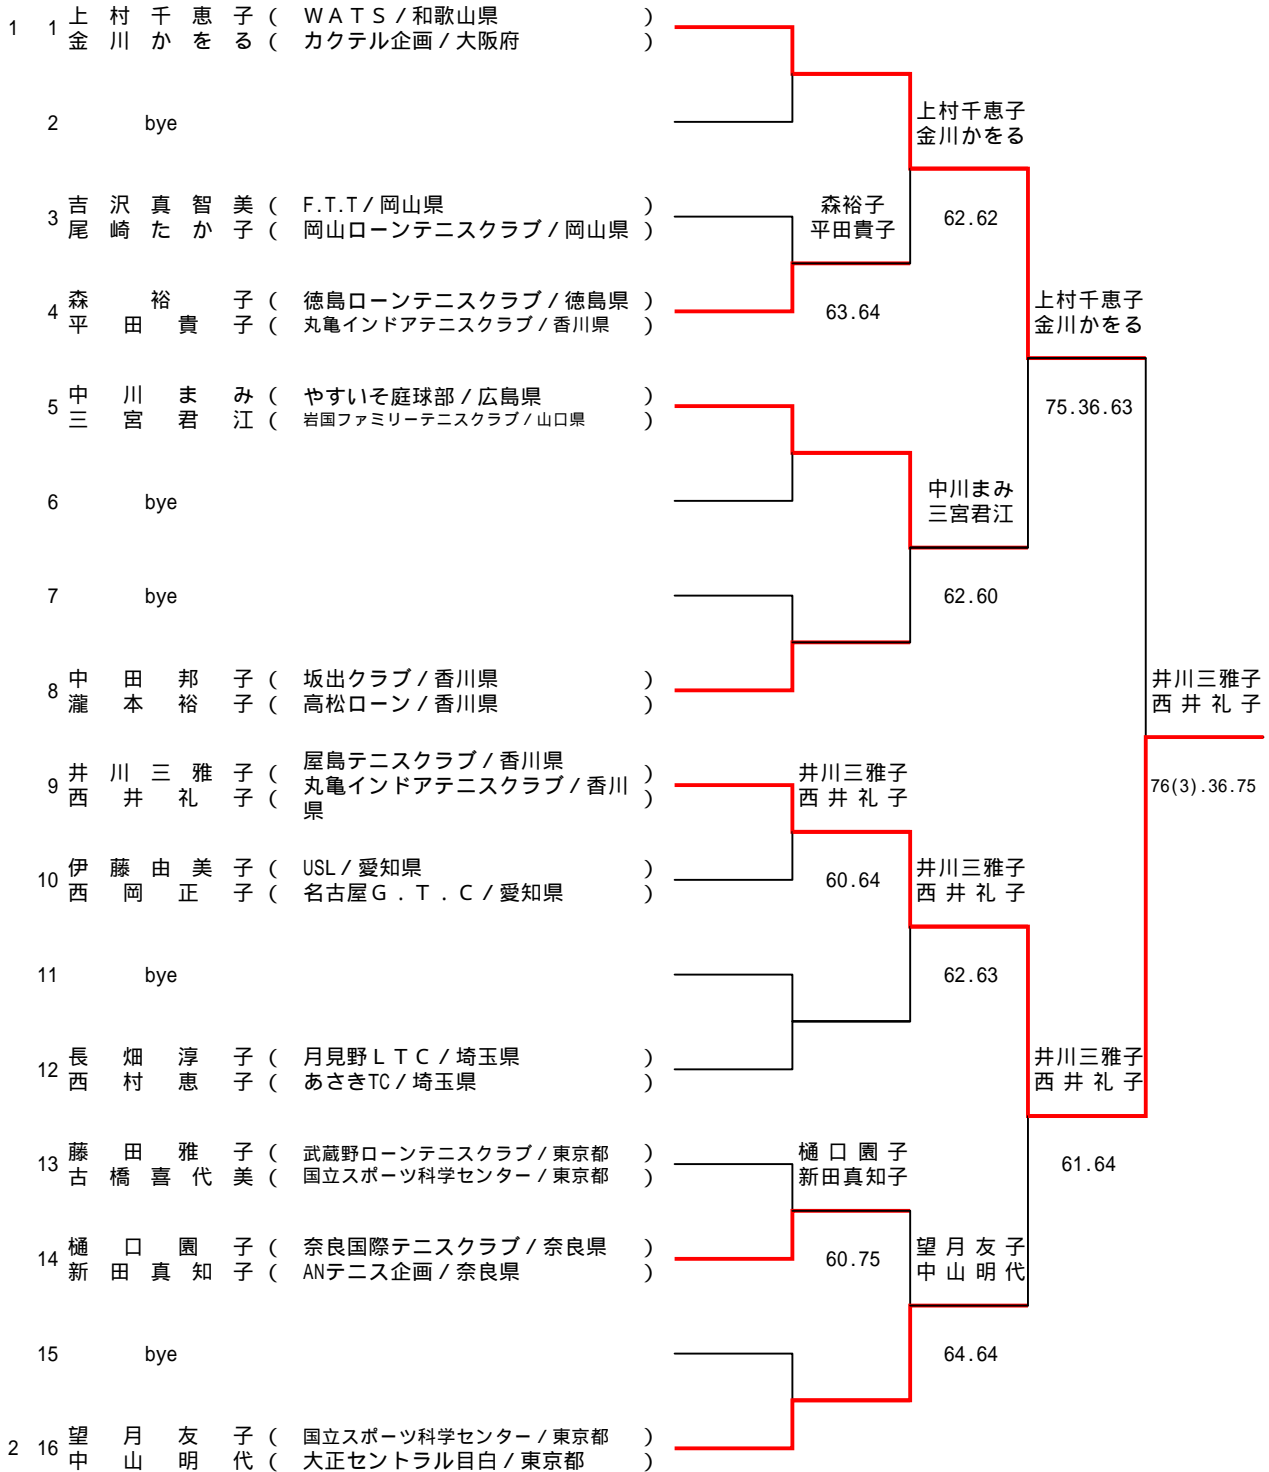 1 1 上村千恵子 ( WATS/和歌山県 )
金川かをる ( カクテル企画/大阪府 )
2 bye
上村千恵子
金川かをる
3 吉沢真智美 ( F.T.T/岡山県 )
尾崎たか子 ( 岡山ローンテニスクラブ/岡山県 )
森裕子
平田貴子
62.62
4 森裕子 ( 徳島ローンテニスクラブ/徳島県 )
平田貴子 ( 丸亀インドアテニスクラブ/香川県 )
63.64
上村千恵子
金川かをる
5 中川まみ ( やすいそ庭球部/広島県 )
三宮君江 ( 岩国ファミリーテニスクラブ/山口県 )
75.36.63
6 bye
中川まみ
三宮君江
7 bye
62.60
8 中田邦子 ( 坂出クラブ/香川県 )
瀧本裕子 ( 高松ローン/香川県 )
井川三雅子
西井礼子
9 井川三雅子 ( 屋島テニスクラブ/香川県 )
西井礼子 ( 丸亀インドアテニスクラブ/香川
県 )
井川三雅子
西井礼子
76(3).36.75
10 伊藤由美子 ( USL/愛知県 )
西岡正子 ( 名古屋G.T.C/愛知県 )
60.64
井川三雅子
西井礼子
11 bye
62.63
12 長畑淳子 ( 月見野LTC/埼玉県 )
西村恵子 ( あさきTC/埼玉県 )
井川三雅子
西井礼子
13 藤田雅子 ( 武蔵野ローンテニスクラブ/東京都 )
古橋喜代美 ( 国立スポーツ科学センター/東京都 )
樋口園子
新田真知子
61.64
14 樋口園子 ( 奈良国際テニスクラブ/奈良県 )
新田真知子 ( ANテニス企画/奈良県 )
60.75
望月友子
中山明代
15 bye
64.64
2 16 望月友子 ( 国立スポーツ科学センター/東京都 )
中山明代 ( 大正セントラル目白/東京都 )